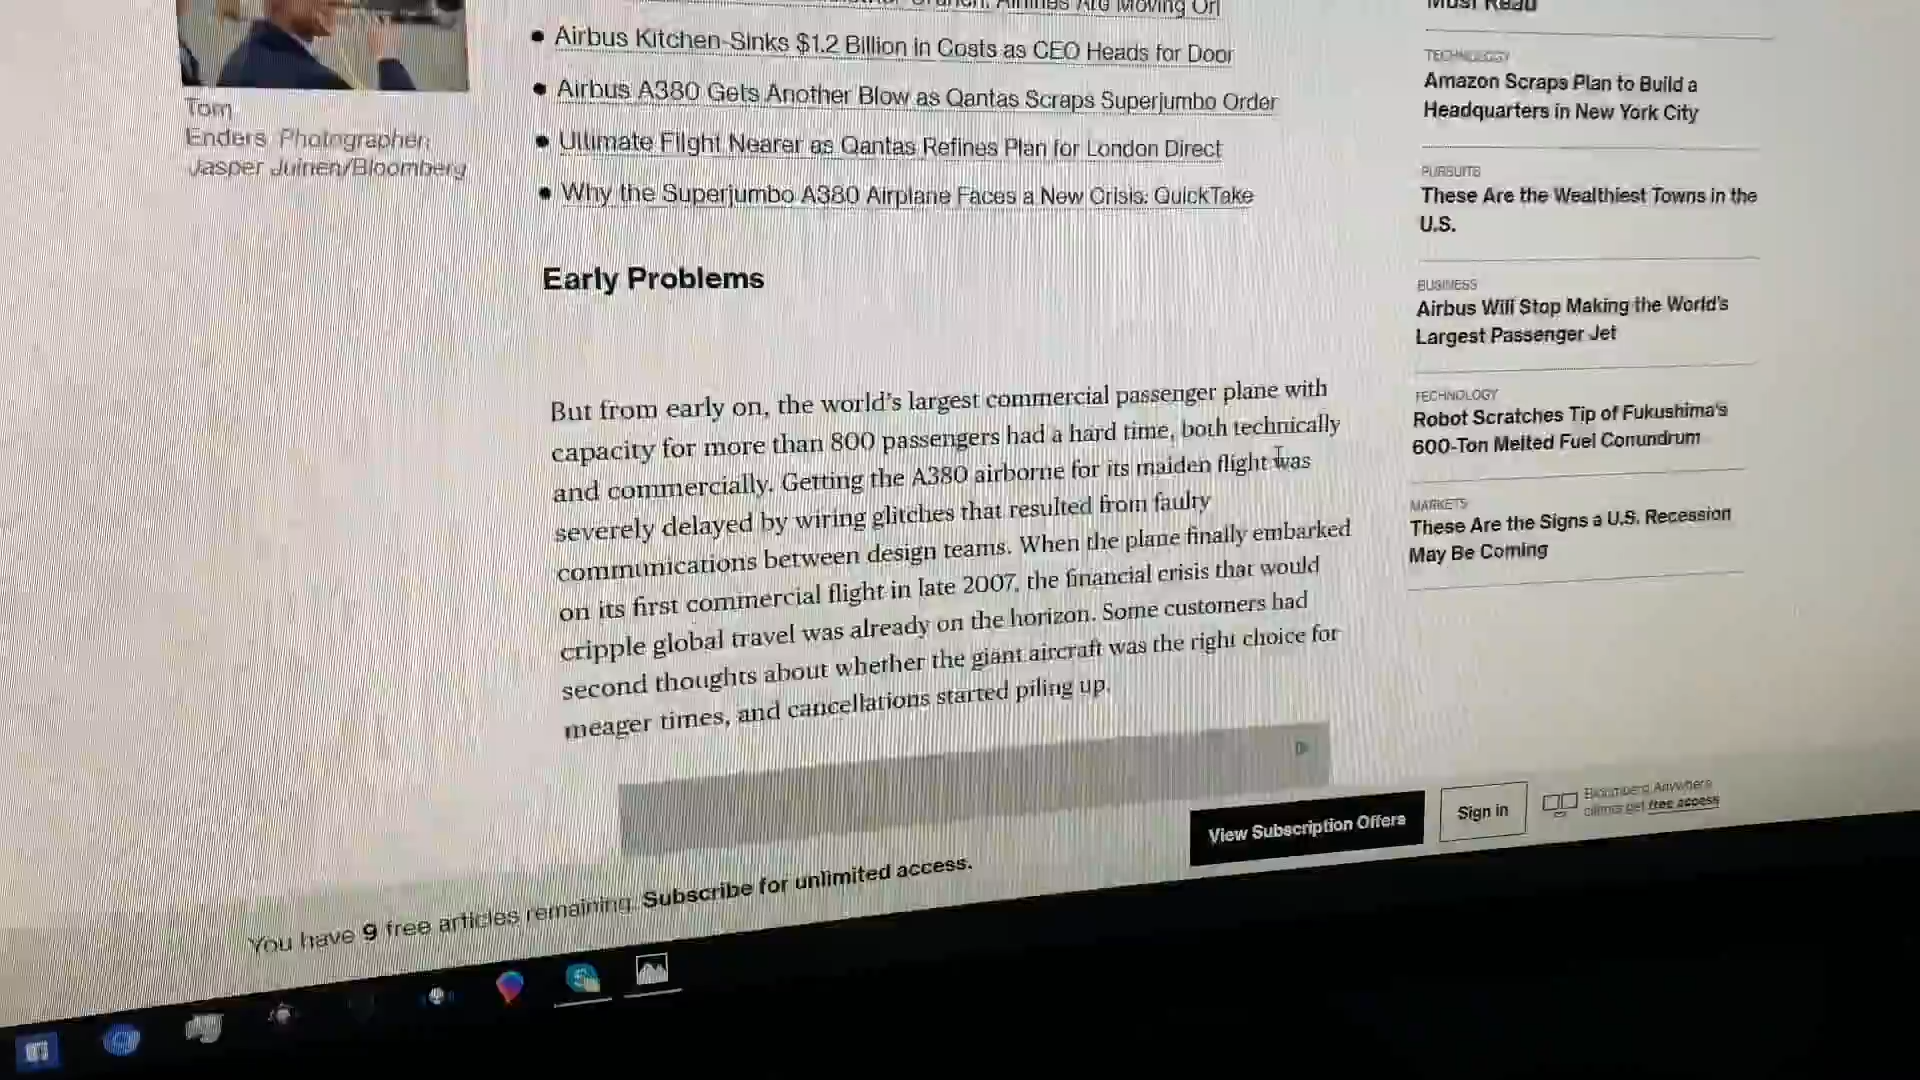 Airlines Are Moving On
Airbus Kitchen-Sinks $1.2 Billion in Costs as CEO Heads for Door
Airbus A380 Gets Another Blow as Qantas Scraps Superjumbo Order
Ultimate Flight Nearer as Qantas Refines Plan for London Direct
Why the Superjumbo A380 Airplane Faces a New Crisis: QuickTake
Tom
Enders Photographer:
Jasper Juinen/Bloomberg
Early Problems
But from early on, the world's largest commercial passenger plane with
capacity for more than 800 passengers had a hard time, both technically
and commercially. Getting the A380 airborne for its maiden flight was
severely delayed by wiring glitches that resulted from faulty
communications between design teams. When the plane finally embarked
on its first commercial flight in late 2007, the financial crisis that would
cripple global travel was already on the horizon. Some customers had
second thoughts about whether the giant aircraft was the right choice for
meager times, and cancellations started piling up.
Must Read
TECHNOLOGY
Amazon Scraps Plan to Build a
Headquarters in New York City
PURSUITS
These Are the Wealthiest Towns in the
U.S.
BUSINESS
Airbus Will Stop Making the World's
Largest Passenger Jet
TECHNOLOGY
Robot Scratches Tip of Fukushima's
600-Ton Melted Fuel Conundrum
MARKETS
These Are the Signs a U.S. Recession
May Be Coming
You have 9 free articles remaining. Subscribe for unlimited access.
View Subscription Offers
Sign in
Bloomberg Anywhere
clients get free access